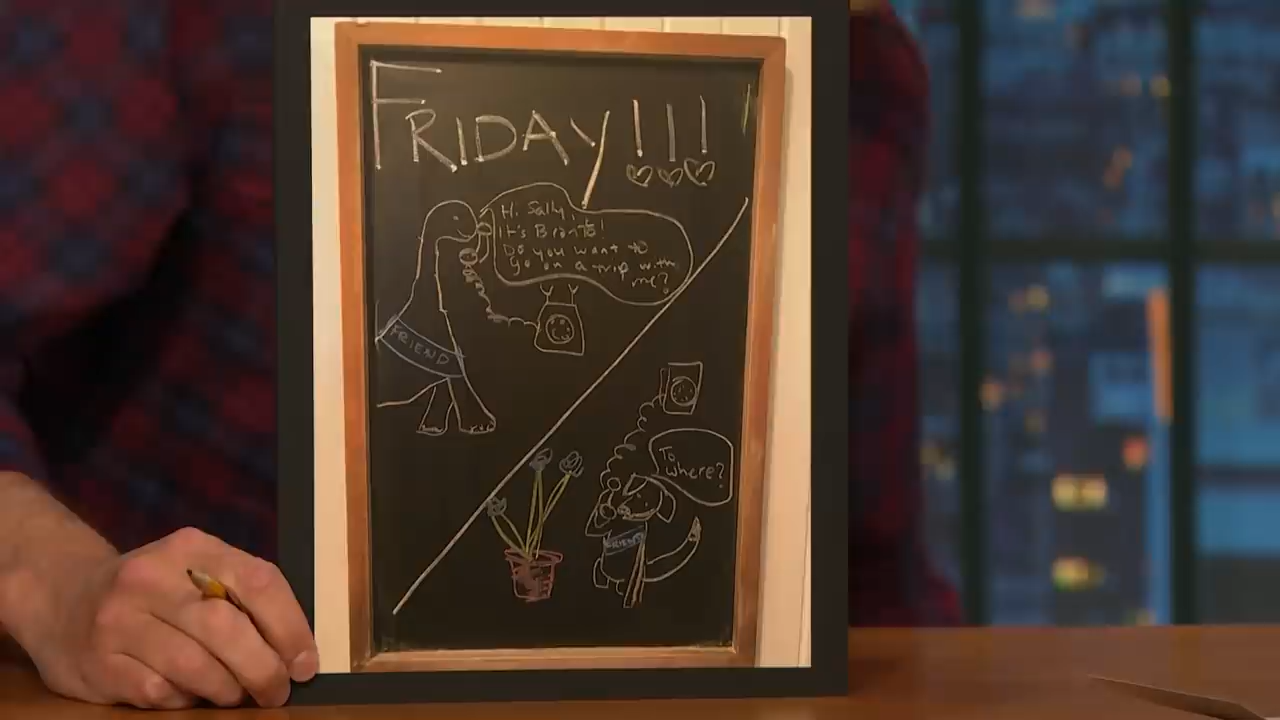 FRIDAY!!!
Hi Sally,
it's Bronto!
Do you want to
go on a trip with
me?
FRIEND
To
where?
FRIEND